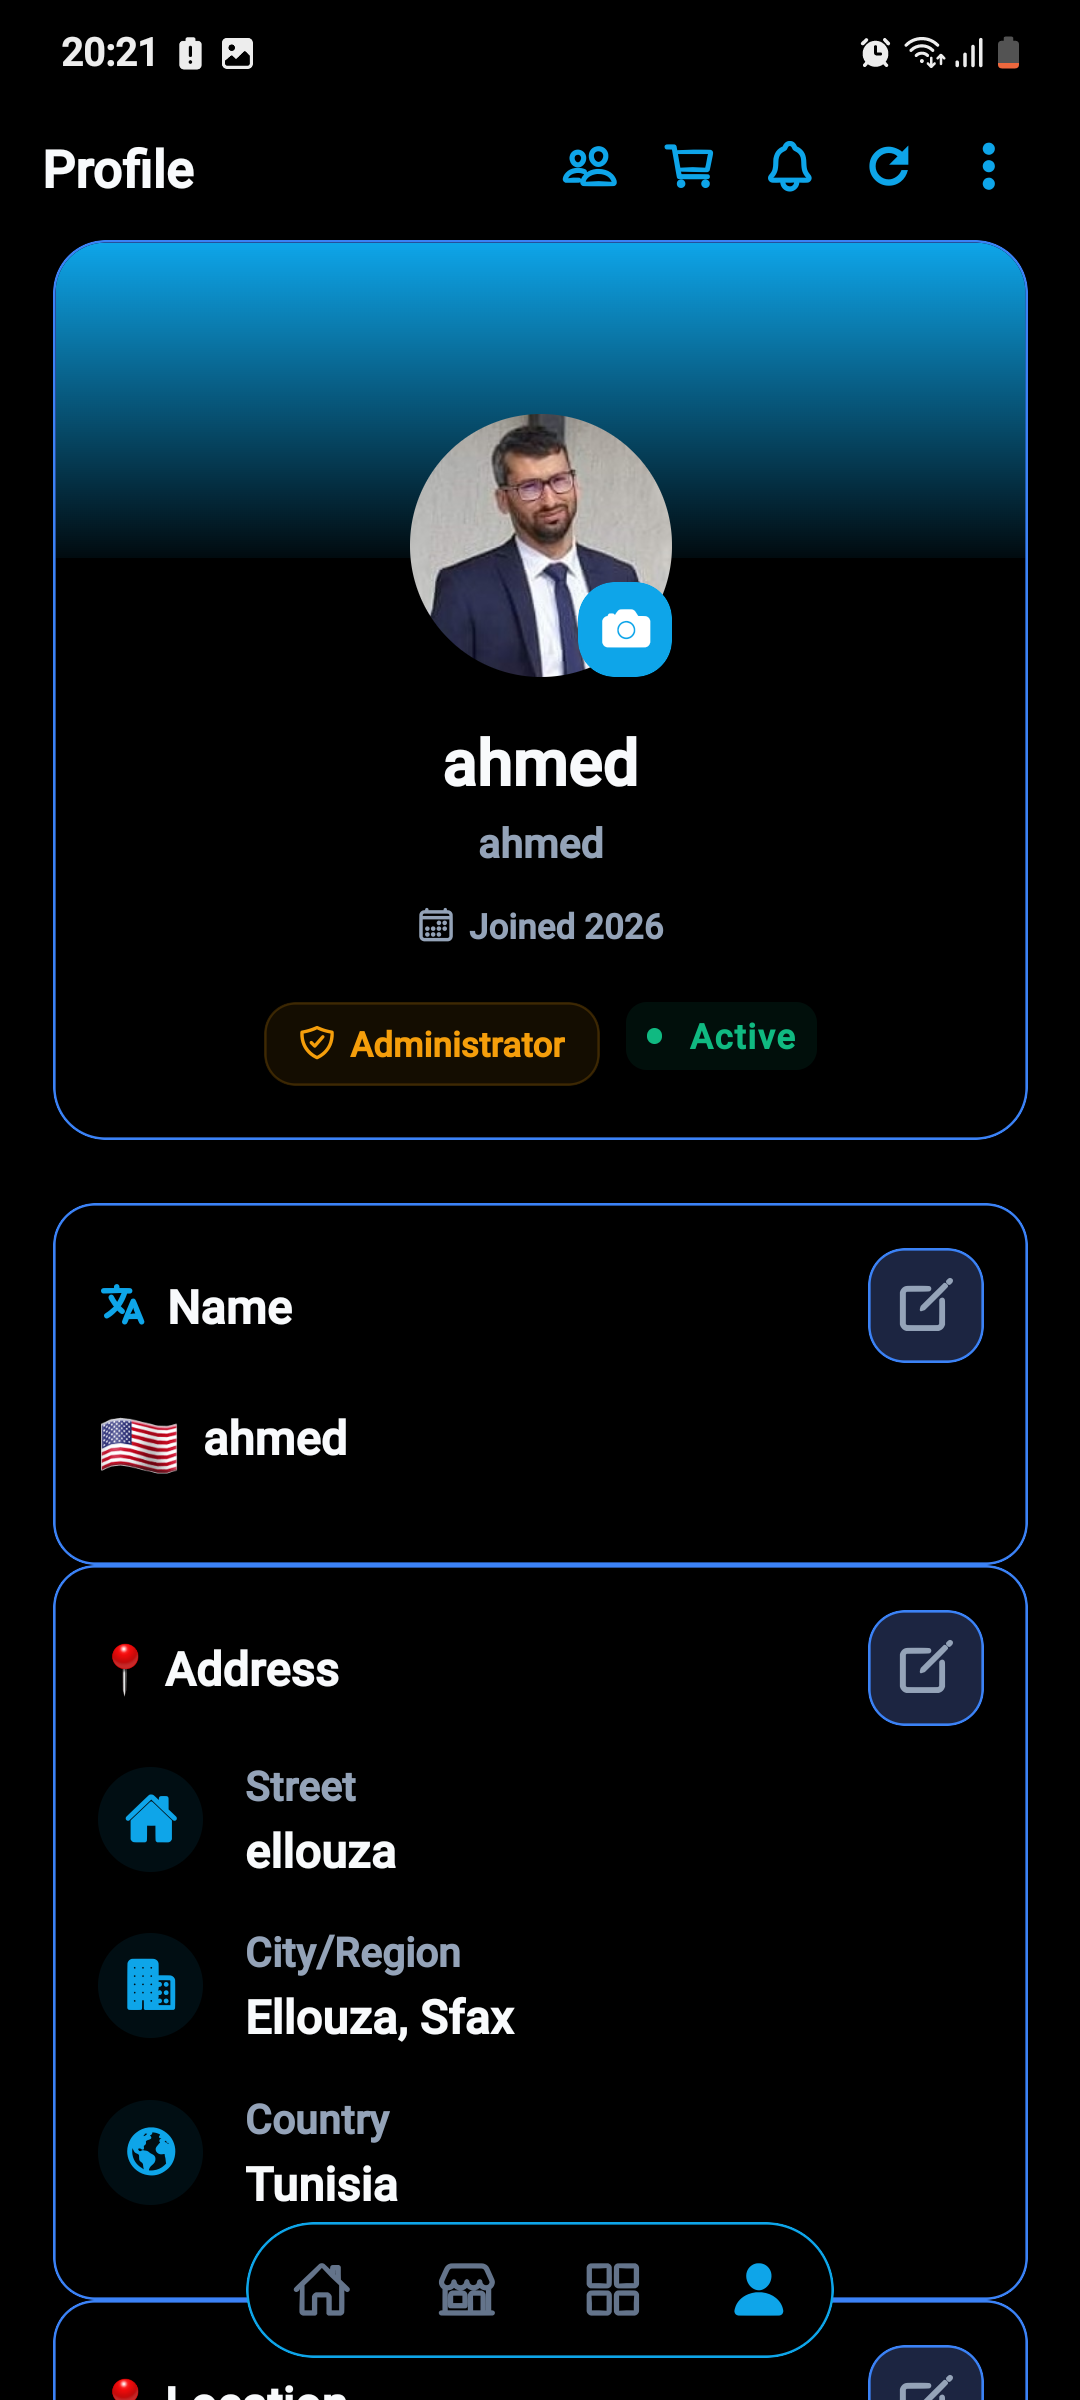 20:21
Profile
ahmed
ahmed
Joined 2026
Administrator
Active
Name
ahmed
Address
Street
ellouza
City/Region
Ellouza, Sfax
Country
Tunisia
Location